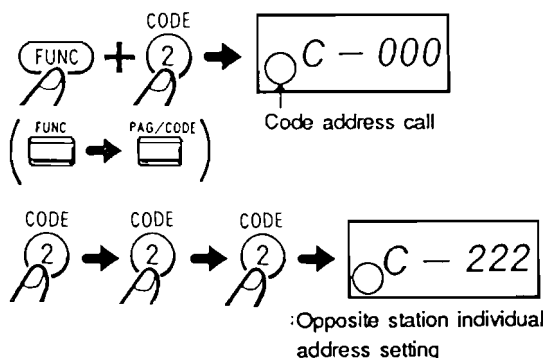 CODE
FUNC + 2 → C - 000
Code address call
( FUNC → PAG/CODE )
CODE CODE CODE
2 → 2 → 2 → C - 222
:Opposite station individual
address setting